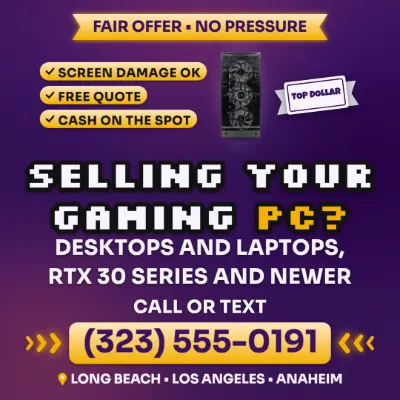 FAIR OFFER • NO PRESSURE
SCREEN DAMAGE OK
FREE QUOTE
CASH ON THE SPOT
TOP DOLLAR
SELLING YOUR
GAMING PC?
DESKTOPS AND LAPTOPS,
RTX 30 SERIES AND NEWER
CALL OR TEXT
(323) 555-0191
LONG BEACH • LOS ANGELES • ANAHEIM